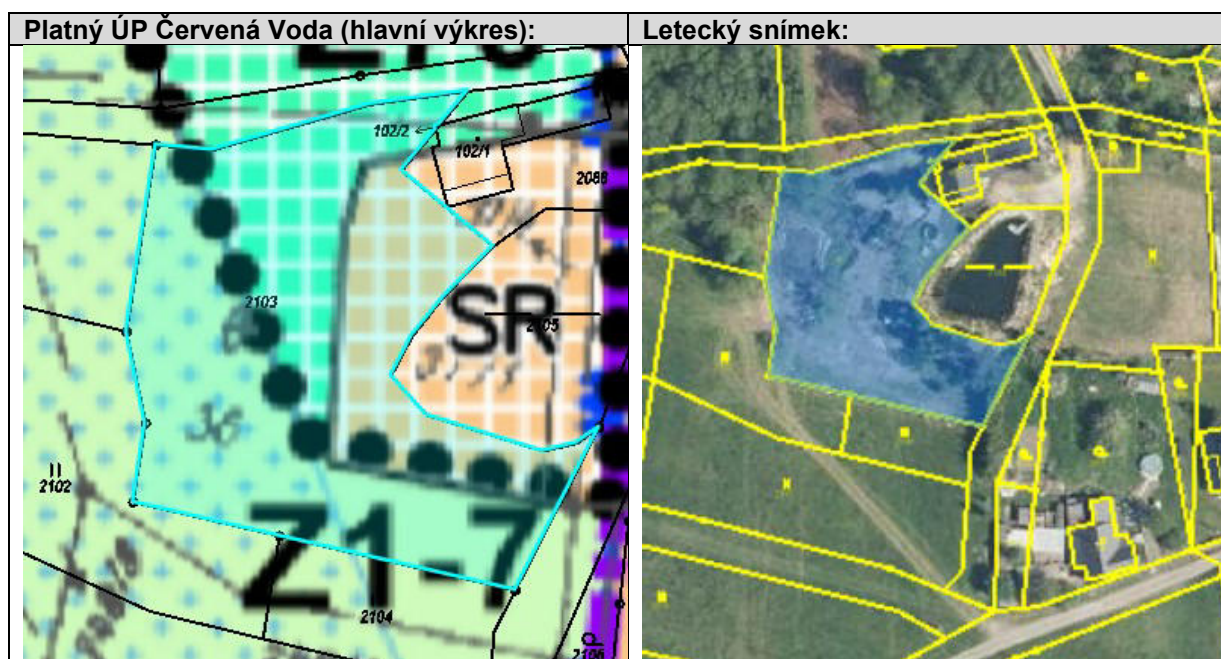 Platný ÚP Červená Voda (hlavní výkres):
Letecký snímek:
102/2
102/1
2088
2103
SR
2105
36
2102
Z1-7
2104
2106